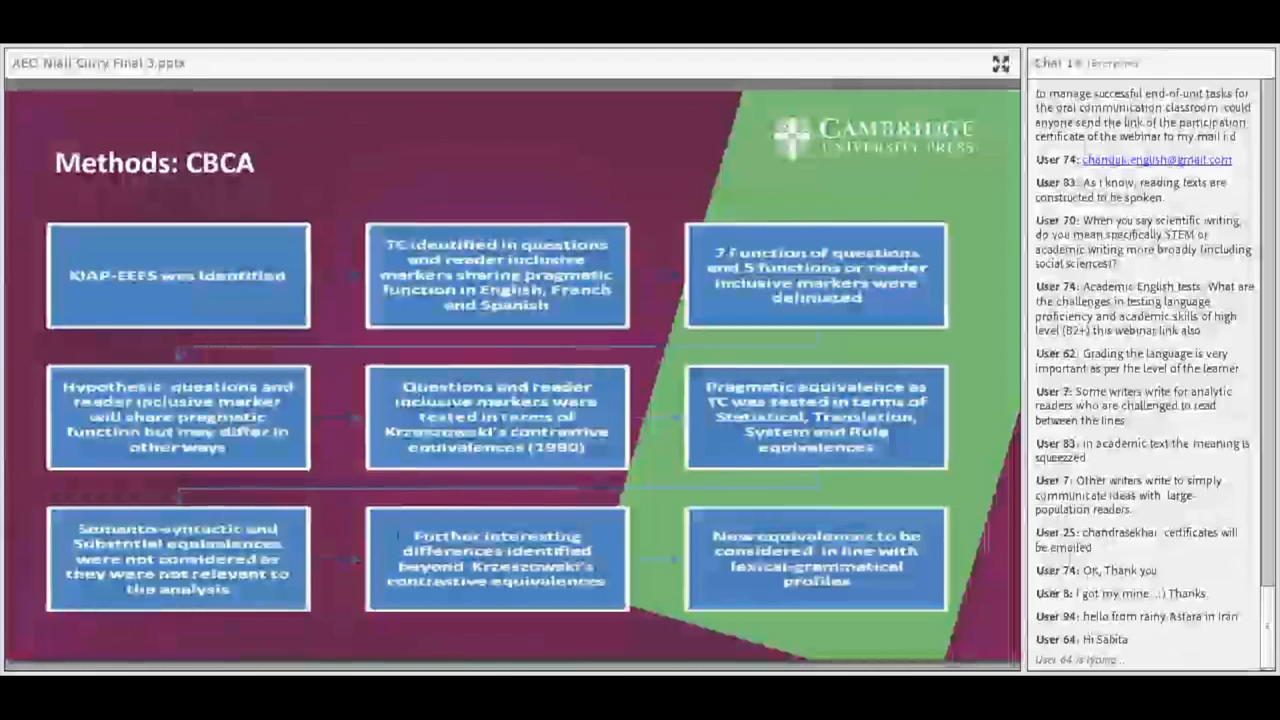 AEO Niall Curry Final 3.pptx
Methods: CBCA
CAMBRIDGE
UNIVERSITY PRESS
KIAP-EEFS was identified
TC identified in questions
and reader inclusive
markers sharing pragmatic
function in English, French
and Spanish
7 Function of questions
and 5 functions or reader
inclusive markers were
delineated
Hypothesis: questions and
reader inclusive marker
will share pragmatic
function but may differ in
other ways
Questions and reader
inclusive markers were
tested in terms of
Krzeszowski's contrastive
equivalences (1980)
Pragmatic equivalence as
TC was tested in terms of
Statistical, Translation,
System and Rule
equivalences
Semanto-syntactic and
Substantial equivalences
were not considered as
they were not relevant to
the analysis
Further interesting
differences identified
beyond Krzeszowski's
contrastive equivalences
New equivalences to be
considered in line with
lexical-grammatical
profiles
Chat 1
(Everyone)
to manage successful end-of-unit tasks for
the oral communication classroom could
anyone send the link of the participation
certificate of the webinar to my mail i d
User 74: chanduk.english@gmail.com
User 83: As I know, reading texts are
constructed to be spoken.
User 70: When you say scientific writing,
do you mean specifically STEM or
academic writing more broadly (including
social sciences)?
User 74: Academic English tests: What are
the challenges in testing language
proficiency and academic skills of high
level (B2+) this webinar link also
User 62: Grading the language is very
important as per the level of the learner
User 7: Some writers write for analytic
readers who are challenged to read
between the lines
User 83: in academic text the meaning is
squeezzed
User 7: Other writers write to simply
communicate ideas with large-
population readers.
User 25: chandrasekhar certificates will
be emailed
User 74: OK, Thank you
User 8: I got my mine. :) Thanks
User 94: hello from rainy Astara in Iran
User 64: Hi Sabita
User 64 is typing...